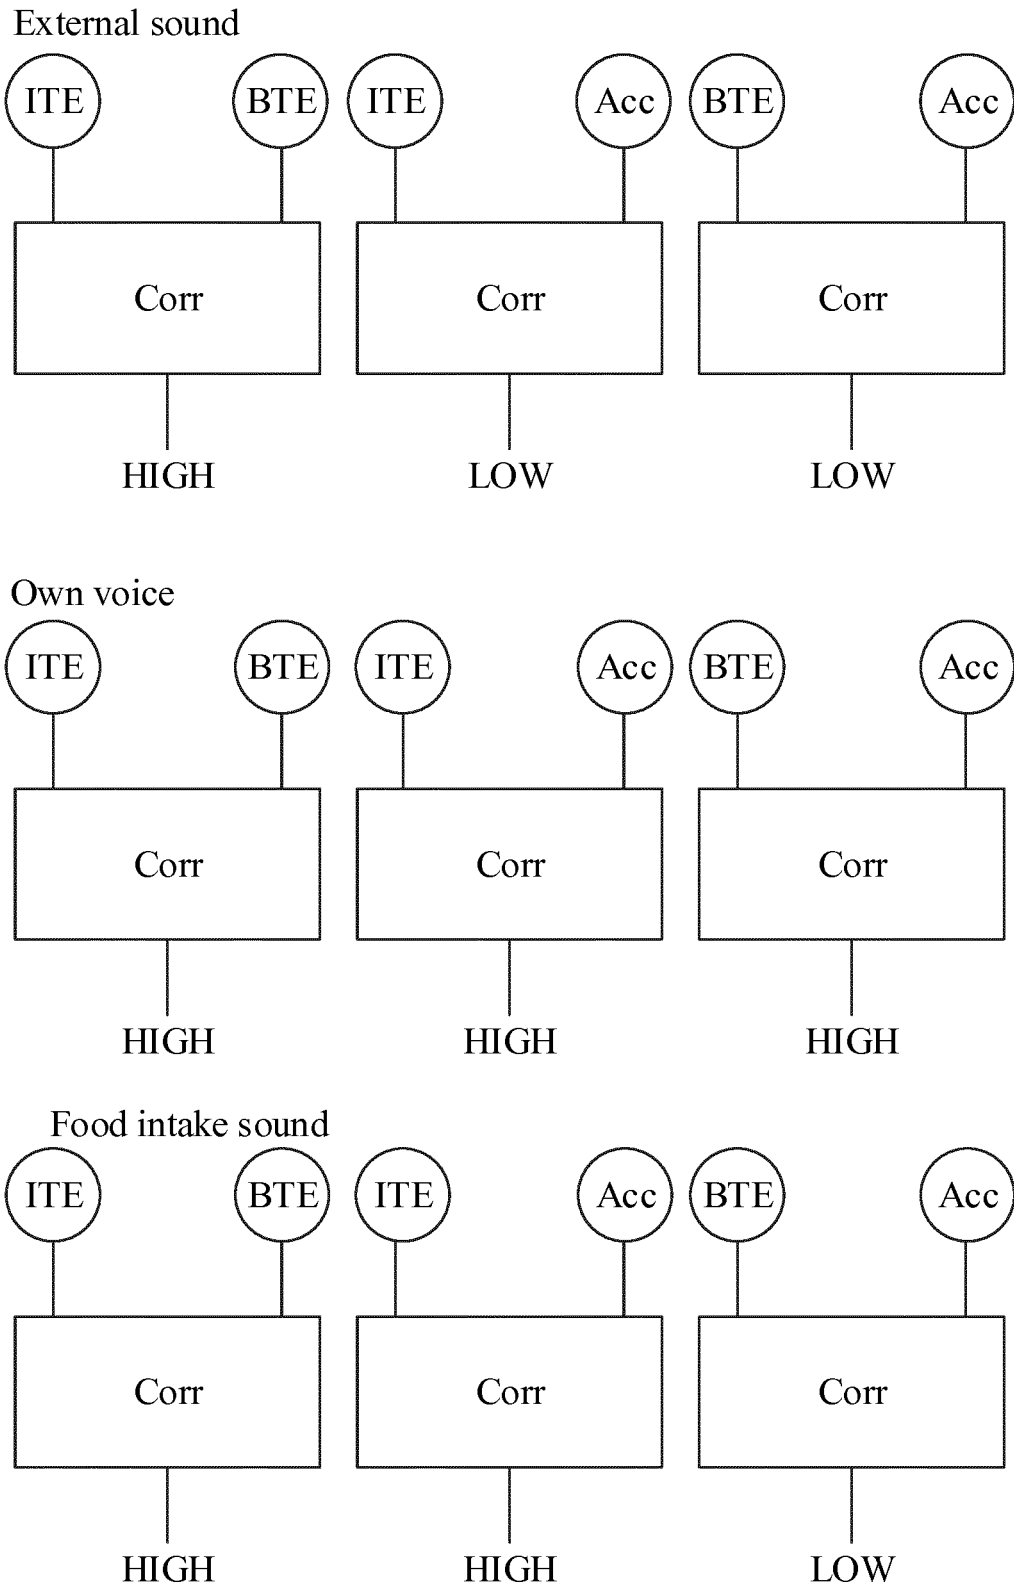 External sound
ITE BTE ITE Acc BTE Acc
Corr Corr Corr
HIGH LOW LOW
Own voice
ITE BTE ITE Acc BTE Acc
Corr Corr Corr
HIGH HIGH HIGH
Food intake sound
ITE BTE ITE Acc BTE Acc
Corr Corr Corr
HIGH HIGH LOW